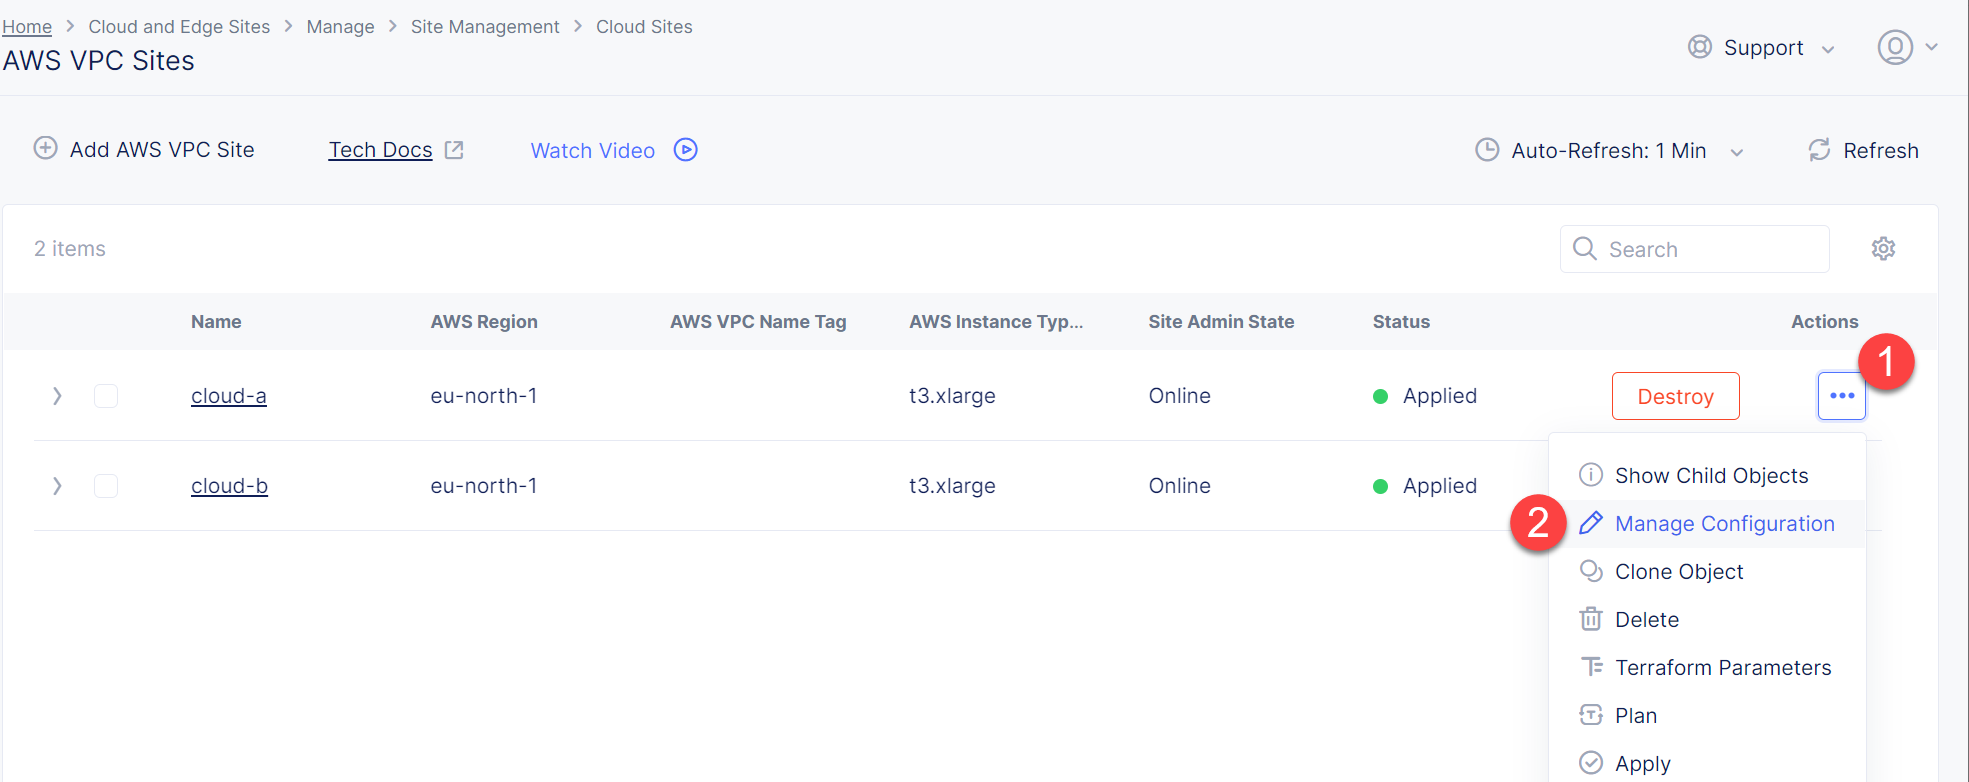 Home > Cloud and Edge Sites > Manage > Site Management > Cloud Sites
AWS VPC Sites
Support
Add AWS VPC Site
Tech Docs
Watch Video
Auto-Refresh: 1 Min
Refresh
2 items
Search
Name AWS Region AWS VPC Name Tag AWS Instance Typ... Site Admin State Status Actions
1
cloud-a eu-north-1 t3.xlarge Online Applied Destroy
cloud-b eu-north-1 t3.xlarge Online Applied
Show Child Objects
2 Manage Configuration
Clone Object
Delete
Terraform Parameters
Plan
Apply